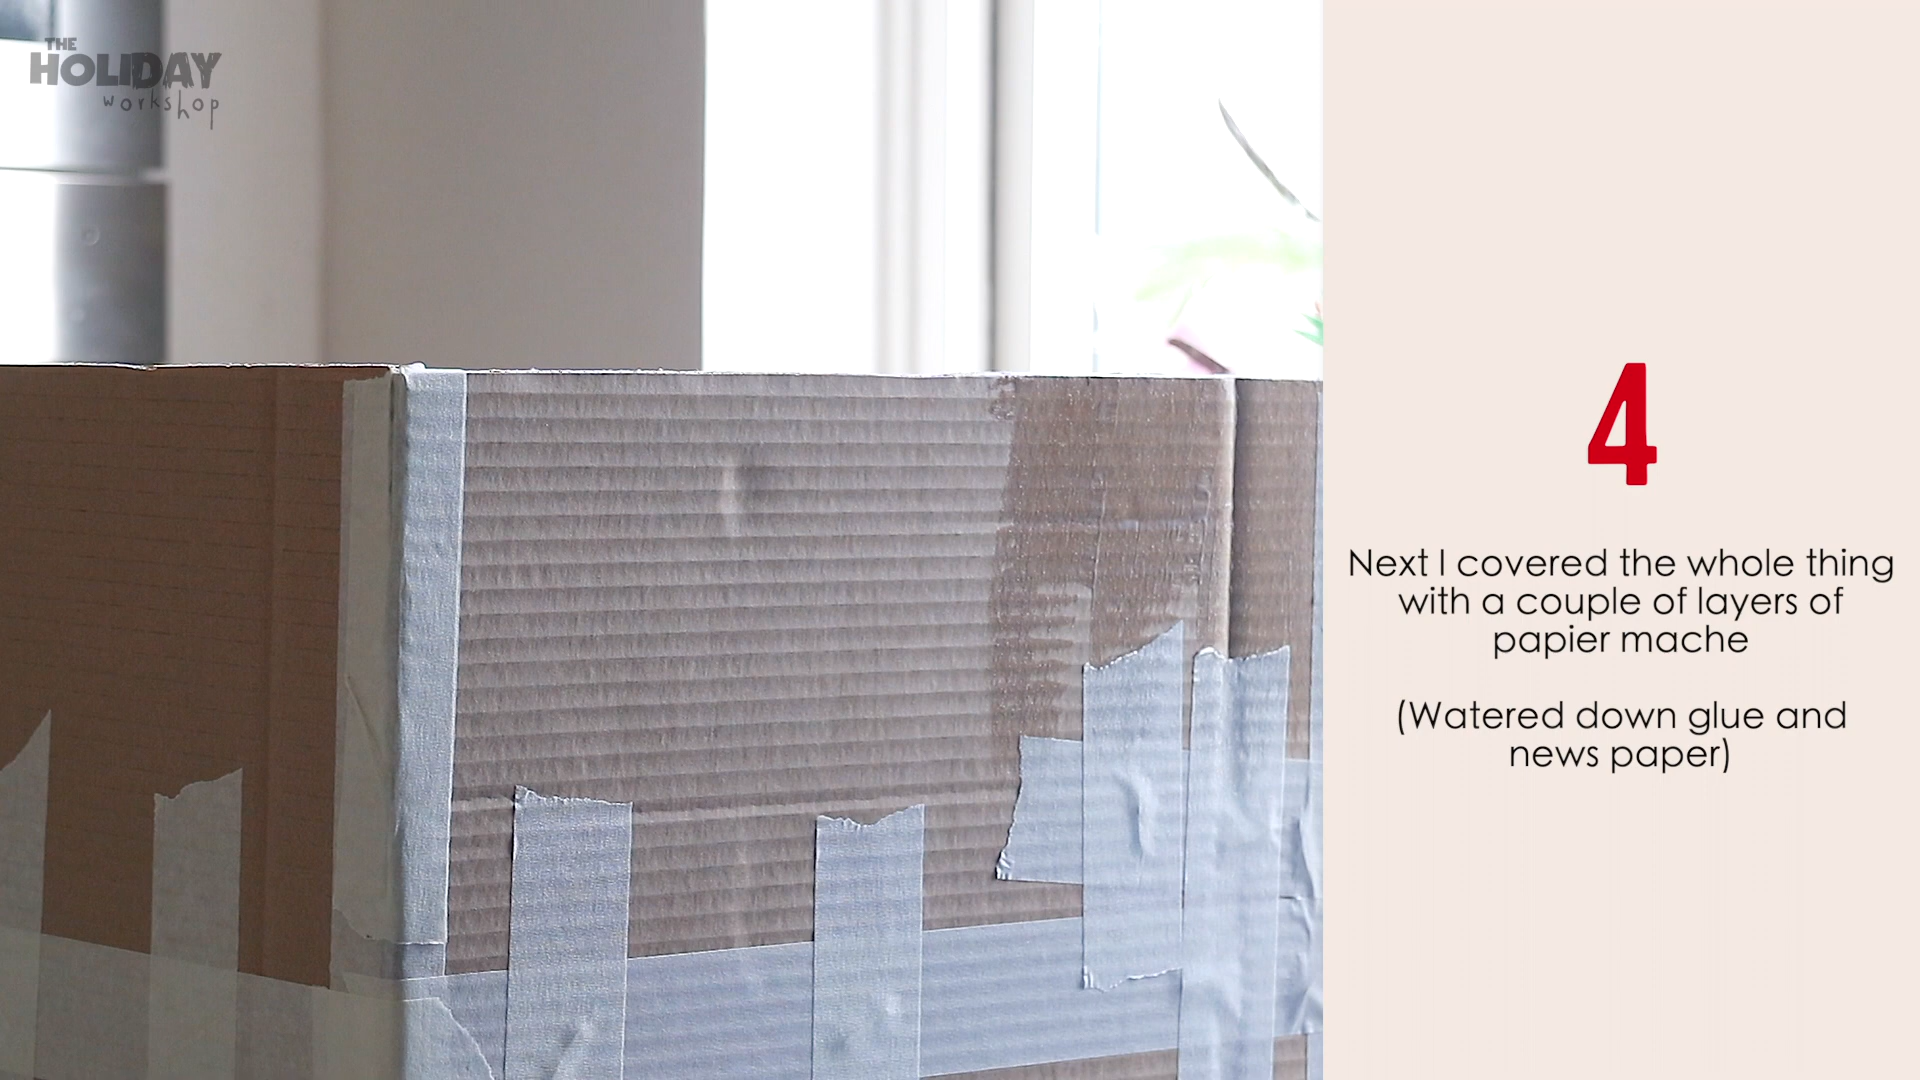 THE
HOLIDAY
workshop
4
Next I covered the whole thing
with a couple of layers of
papier mache
(Watered down glue and
news paper)